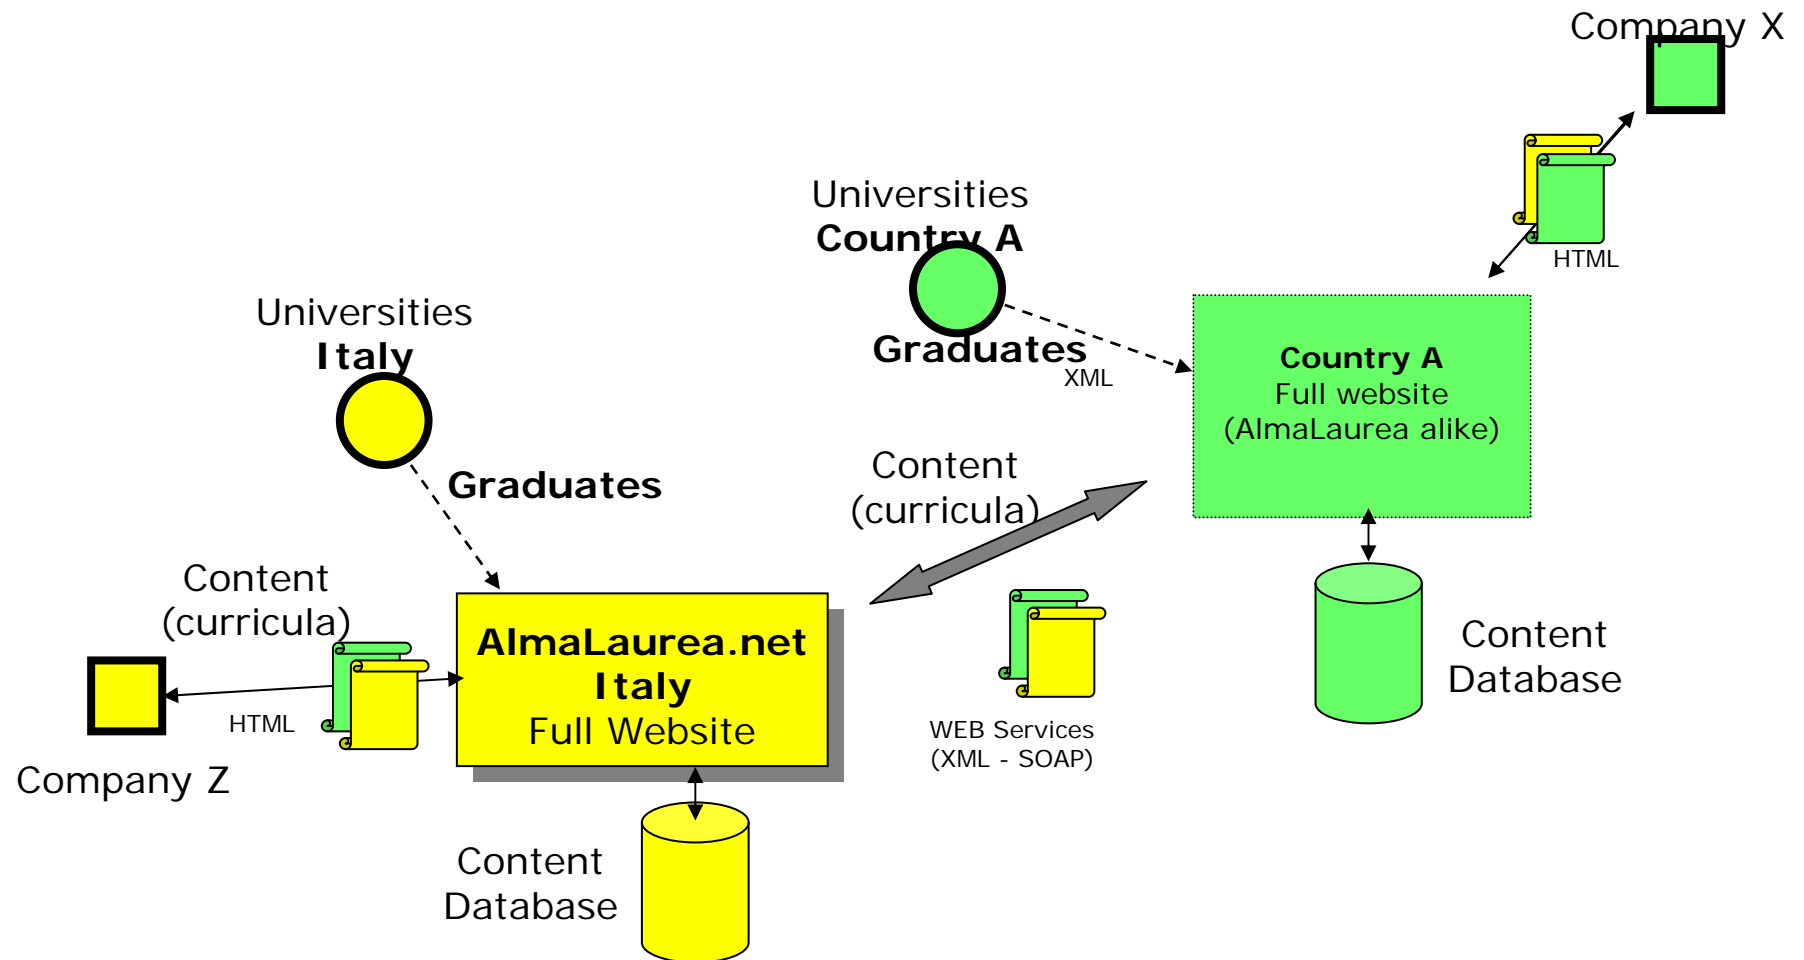 Company X
HTML
Universities
Country A
Graduates
XML
Country A
Full website
(AlmaLaurea alike)
Universities
Italy
Graduates
Content
(curricula)
Content
(curricula)
HTML
Company Z
AlmaLaurea.net
Italy
Full Website
WEB Services
(XML - SOAP)
Content
Database
Content
Database